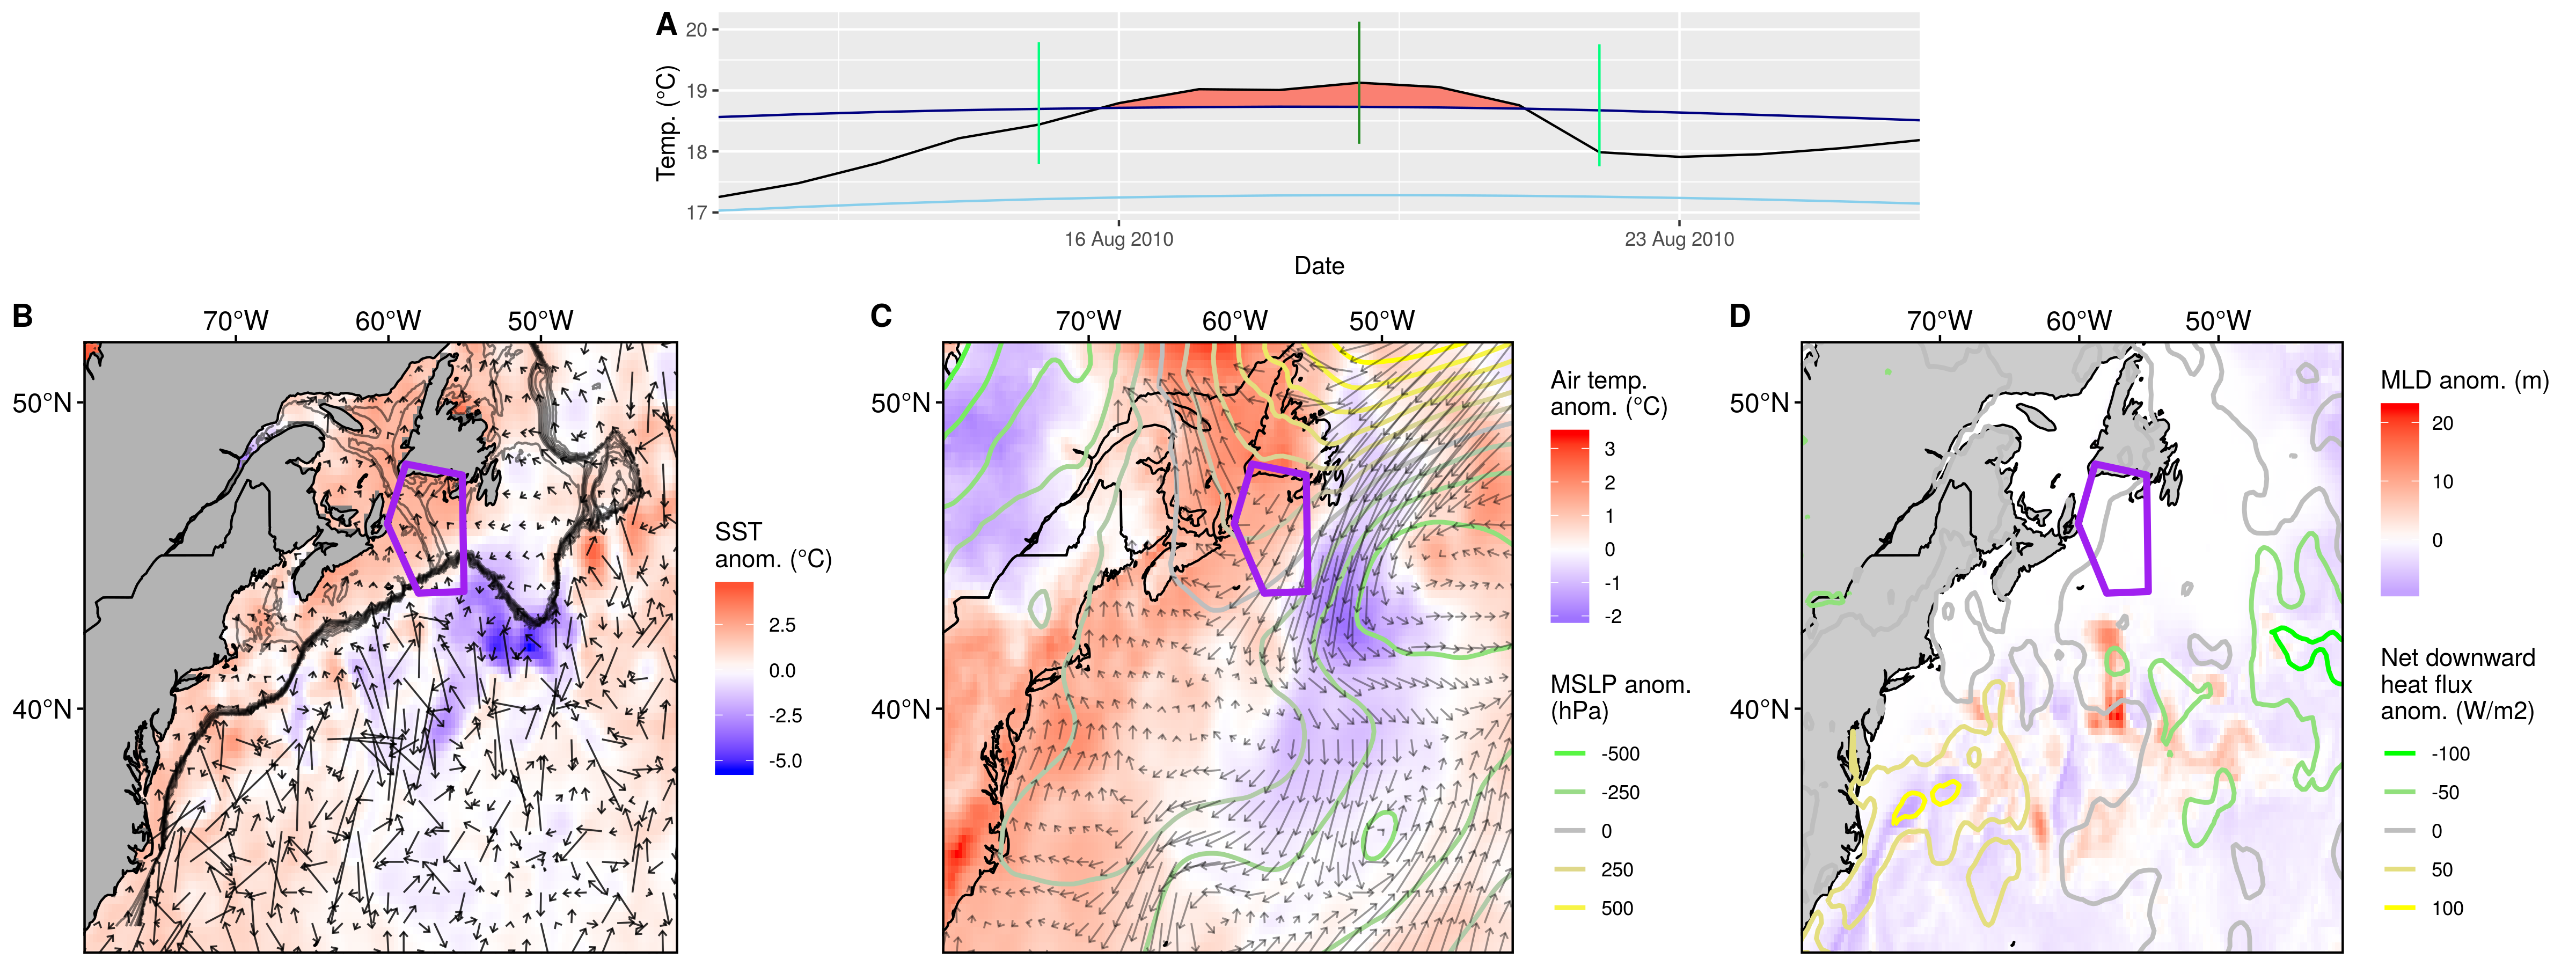 A
Temp. (°C)
20
19
18
17
16 Aug 2010
23 Aug 2010
Date
B
70°W
60°W
50°W
50°N
40°N
SST
anom. (°C)
2.5
0.0
-2.5
-5.0
C
70°W
60°W
50°W
50°N
40°N
Air temp.
anom. (°C)
3
2
1
0
-1
-2
MSLP anom.
(hPa)
-500
-250
0
250
500
D
70°W
60°W
50°W
50°N
40°N
MLD anom. (m)
20
10
0
Net downward
heat flux
anom. (W/m2)
-100
-50
0
50
100